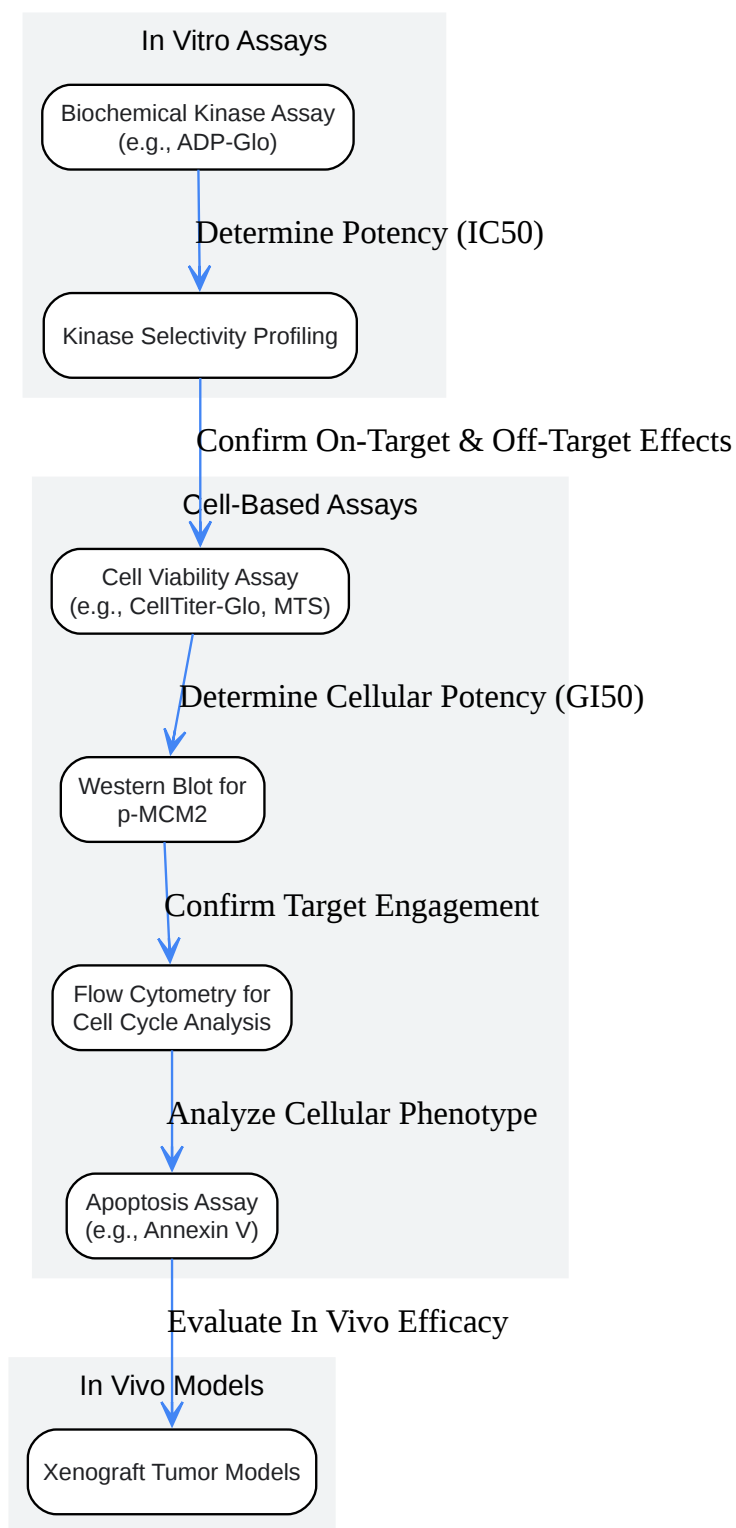 In Vitro Assays
Biochemical Kinase Assay
(e.g., ADP-Glo)
Determine Potency (IC50)
Kinase Selectivity Profiling
Confirm On-Target & Off-Target Effects
Cell-Based Assays
Cell Viability Assay
(e.g., CellTiter-Glo, MTS)
Determine Cellular Potency (GI50)
Western Blot for
p-MCM2
Confirm Target Engagement
Flow Cytometry for
Cell Cycle Analysis
Analyze Cellular Phenotype
Apoptosis Assay
(e.g., Annexin V)
Evaluate In Vivo Efficacy
In Vivo Models
Xenograft Tumor Models